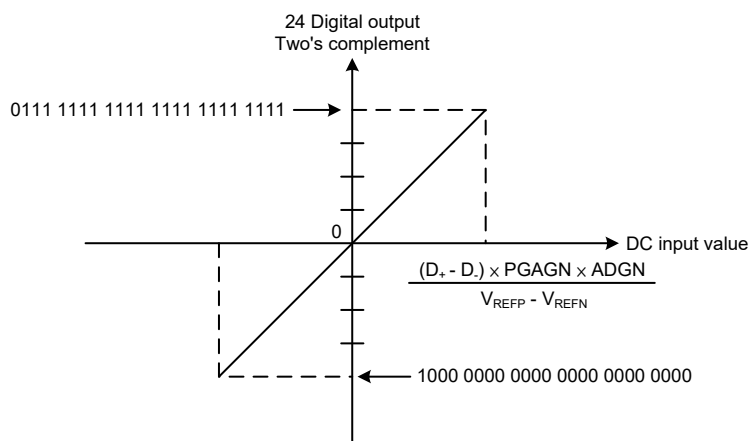 24 Digital output
Two's complement
0111 1111 1111 1111 1111 1111
0
DC input value
(D+ - D-) × PGAGN × ADGN
VREFP - VREFN
1000 0000 0000 0000 0000 0000